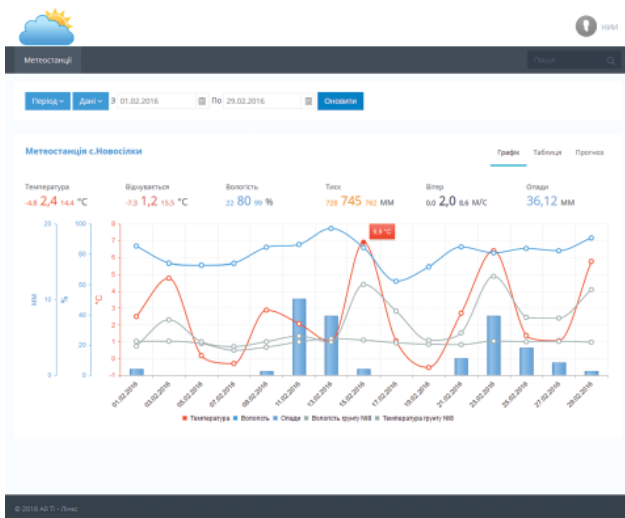 Метеостанції
Пошук
Період Дані З 01.02.2016 По 29.02.2016 Оновити
Метеостанція с.Новосілки
Графік Таблиця Прогноз
Температура Відчувається Вологість Тиск Вітер Опади
-4,8 2,4 14,4 °C -7,3 1,2 15,5 °C 22 80 99 % 728 745 762 мм 0,0 2,0 8,6 м/с 36,12 мм
20 100 8
6,9 °C
7
80
6
5
60
4
мм 10 % °C
3
40
2
20
1
0
0 0 -1
01.02.2016 03.02.2016 05.02.2016 07.02.2016 09.02.2016 11.02.2016 13.02.2016 15.02.2016 17.02.2016 19.02.2016 21.02.2016 23.02.2016 25.02.2016 27.02.2016 29.02.2016
Температура Вологість Опади Вологість ґрунту №8 Температура ґрунту №8
© 2016 Ай Ті - Лінкс